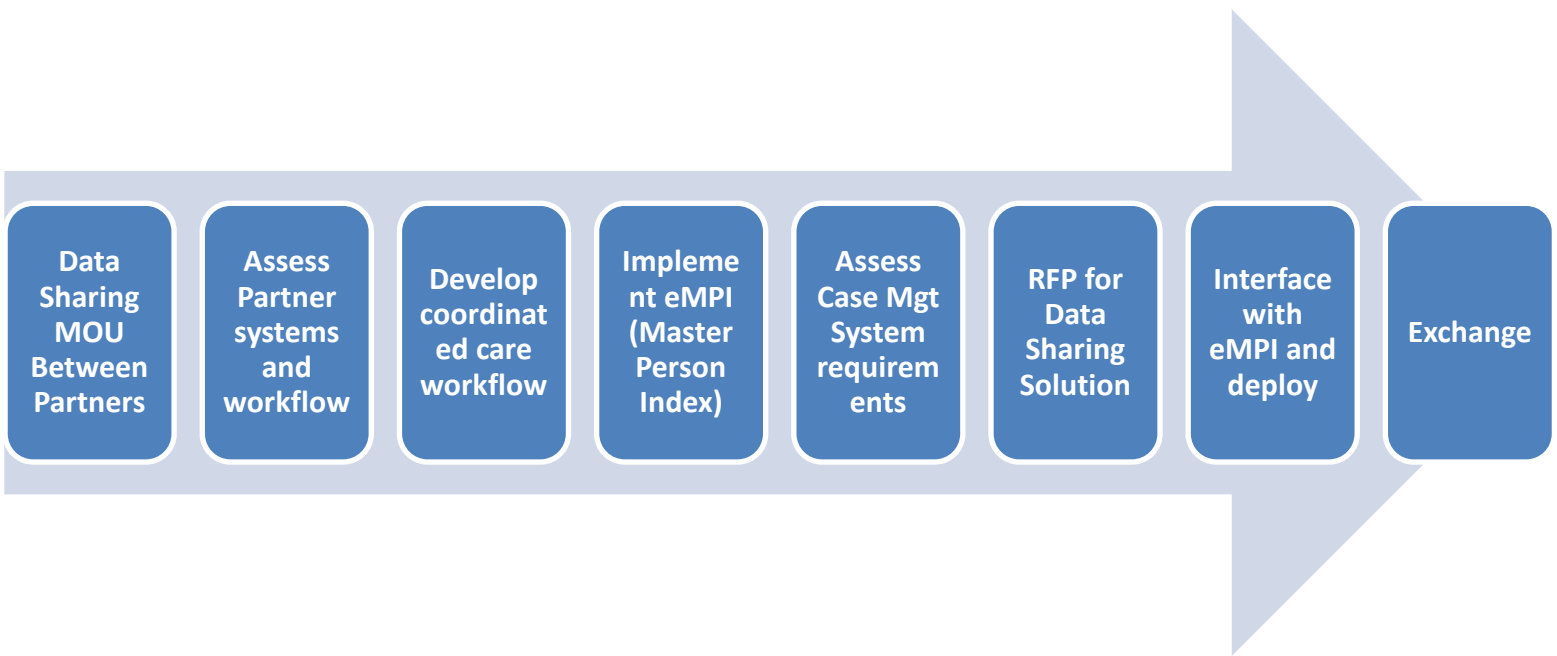 Data
Sharing
MOU
Between
Partners
Assess
Partner
systems
and
workflow
Develop
coordinat
ed care
workflow
Impleme
nt eMPI
(Master
Person
Index)
Assess
Case Mgt
System
requirem
ents
RFP for
Data
Sharing
Solution
Interface
with
eMPI and
deploy
Exchange